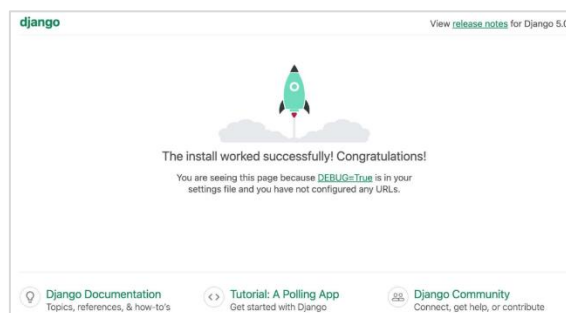 django
View release notes for Django 5.0
The install worked successfully! Congratulations!
You are seeing this page because DEBUG=True is in your
settings file and you have not configured any URLs.
Django Documentation
Topics, references, & how-to's
Tutorial: A Polling App
Get started with Django
Django Community
Connect, get help, or contribute